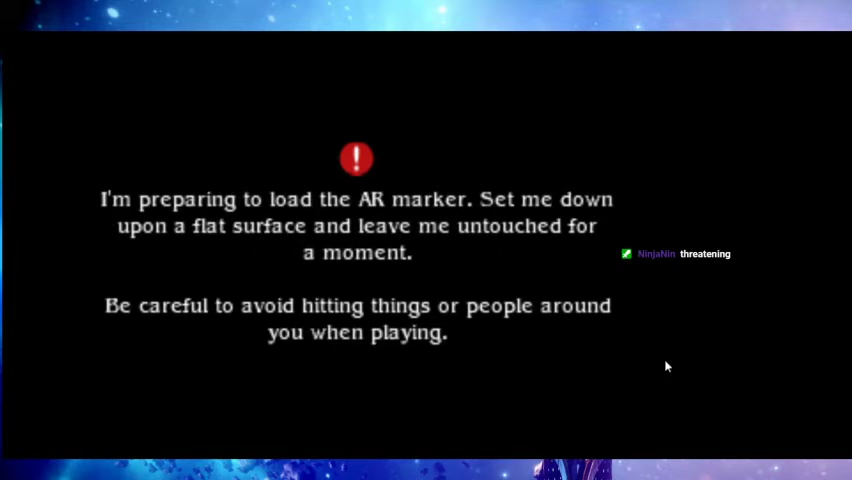 I'm preparing to load the AR marker. Set me down
upon a flat surface and leave me untouched for
a moment.
NinjaNin threatening
Be careful to avoid hitting things or people around
you when playing.